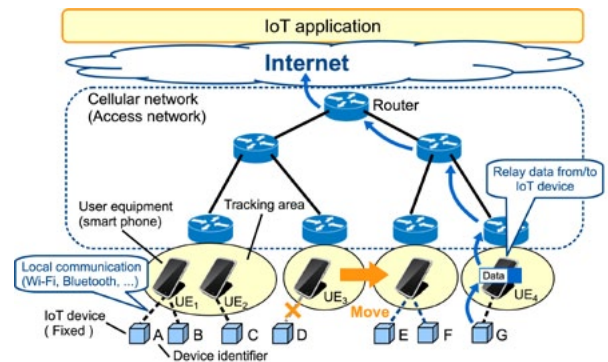 IoT application
Internet
Cellular network
(Access network)
Router
Relay data from/to
IoT device
User equipment
(smart phone)
Tracking area
Local communication
(Wi-Fi, Bluetooth, ...)
UE1
UE2
UE3
Move
Data
UE4
IoT device
(Fixed)
A
B
C
D
E
F
G
Device identifier